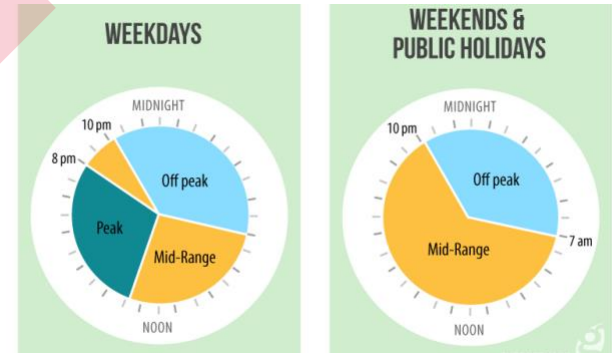 WEEKDAYS
MIDNIGHT
10 pm
8 pm
Off peak
Peak
Mid-Range
NOON
WEEKENDS &
PUBLIC HOLIDAYS
MIDNIGHT
10 pm
Off peak
7 am
Mid-Range
NOON